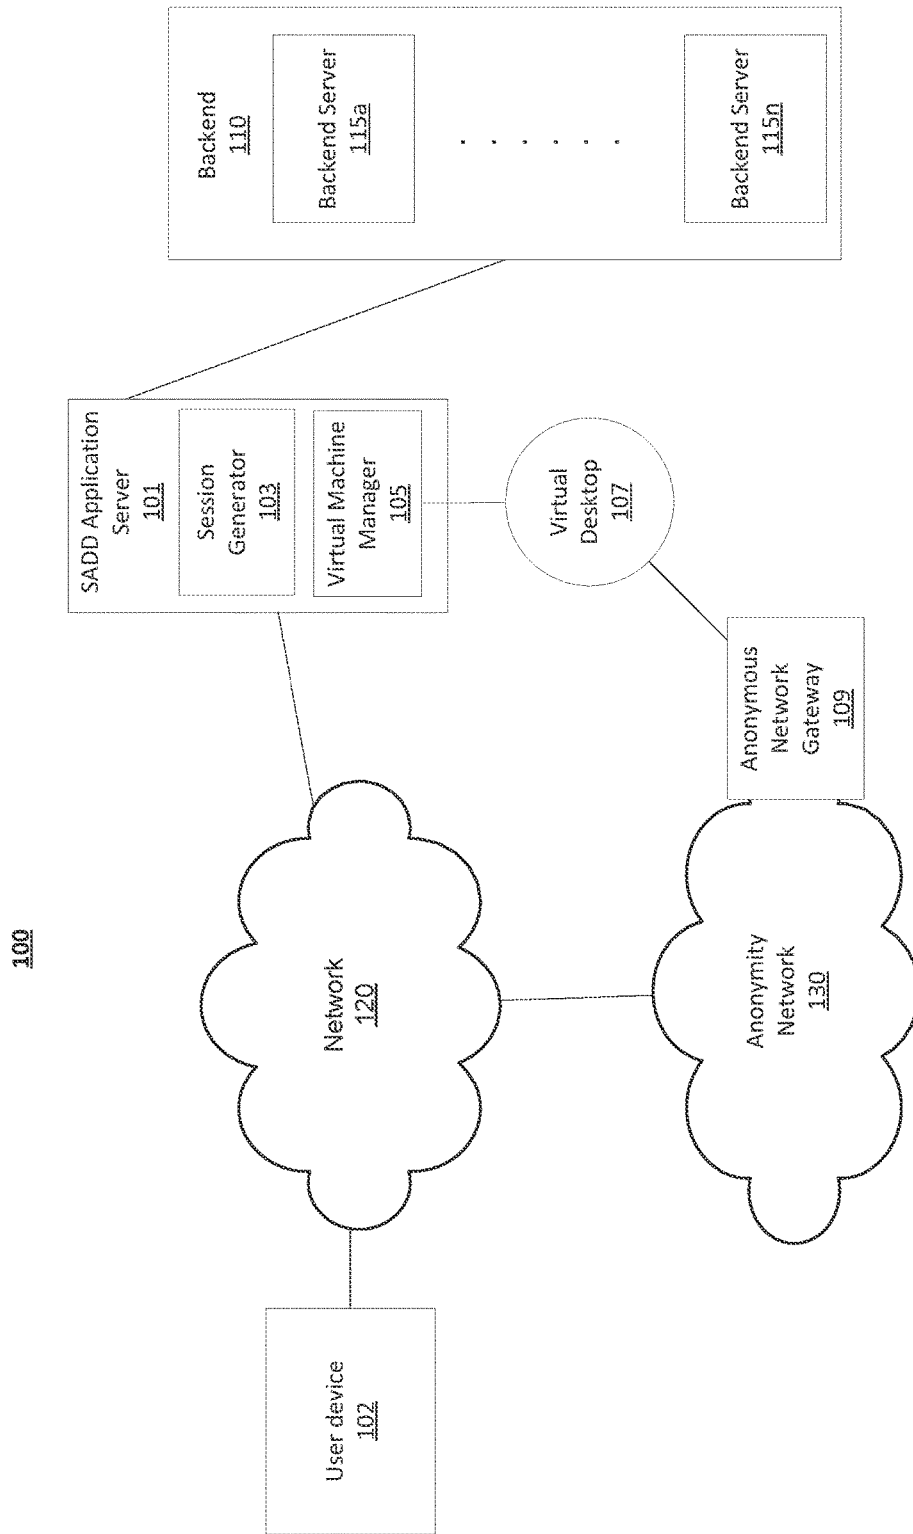 100
User device
102
Network
120
Anonymity
Network
130
SADD Application
Server
101
Session
Generator
103
Virtual Machine
Manager
105
Virtual
Desktop
107
Anonymous
Network
Gateway
109
Backend
110
Backend Server
115a
Backend Server
115n